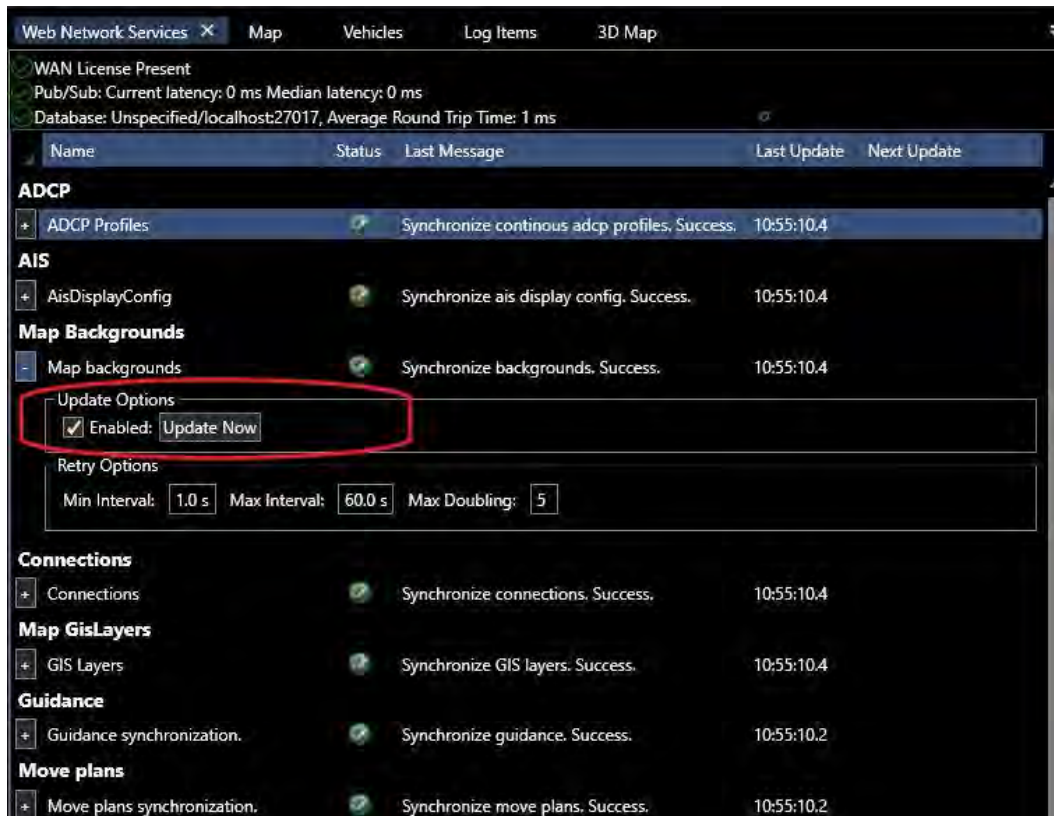 Web Network Services × Map Vehicles Log Items 3D Map
WAN License Present
Pub/Sub: Current latency: 0 ms Median latency: 0 ms
Database: Unspecified/localhost:27017, Average Round Trip Time: 1 ms
Name Status Last Message Last Update Next Update
ADCP
+ ADCP Profiles Synchronize continous adcp profiles. Success. 10:55:10.4
AIS
+ AisDisplayConfig Synchronize ais display config. Success. 10:55:10.4
Map Backgrounds
- Map backgrounds Synchronize backgrounds. Success. 10:55:10.4
Update Options
Enabled: Update Now
Retry Options
Min Interval: 1.0 s Max Interval: 60.0 s Max Doubling: 5
Connections
+ Connections Synchronize connections. Success. 10:55:10.4
Map GisLayers
+ GIS Layers Synchronize GIS layers. Success. 10:55:10.4
Guidance
+ Guidance synchronization. Synchronize guidance. Success. 10:55:10.2
Move plans
+ Move plans synchronization. Synchronize move plans. Success. 10:55:10.2